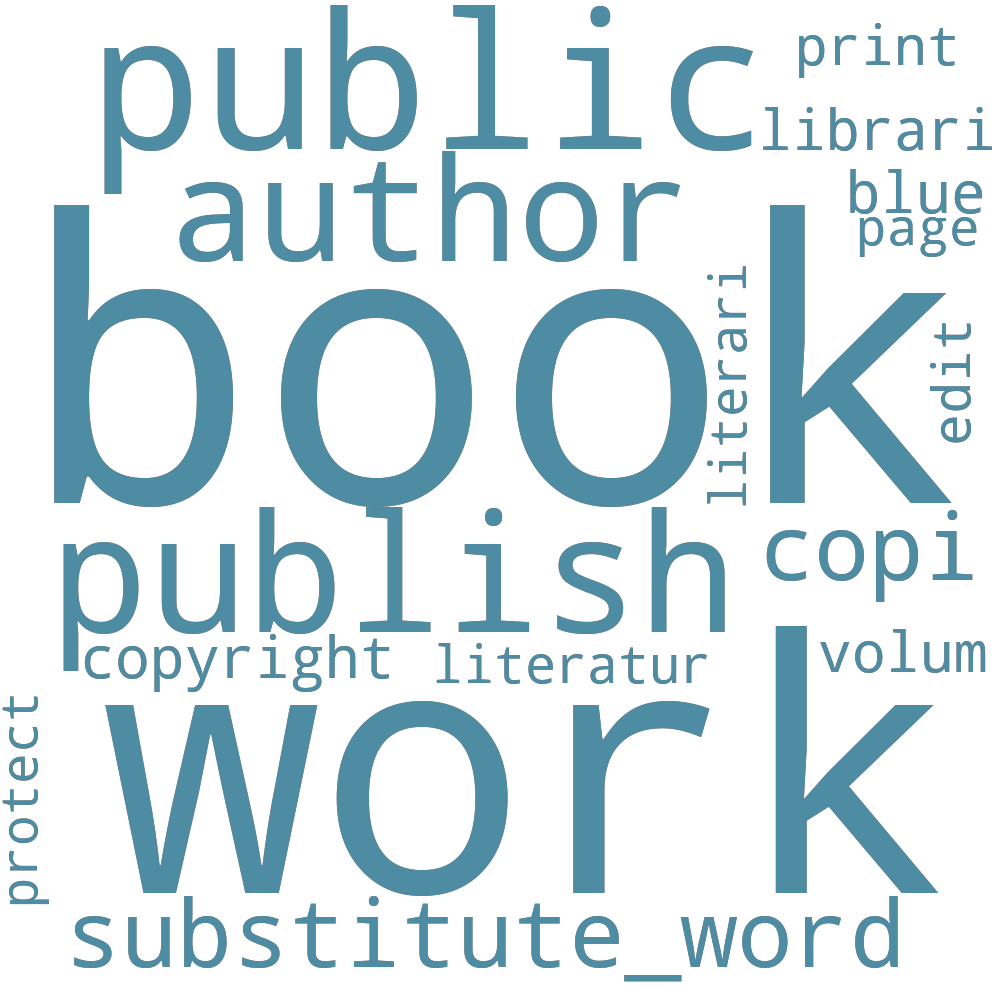 public
print
librari
author
blue
page
book
literari
edit
publish
copi
copyright
literatur
volum
protect
work
substitute_word